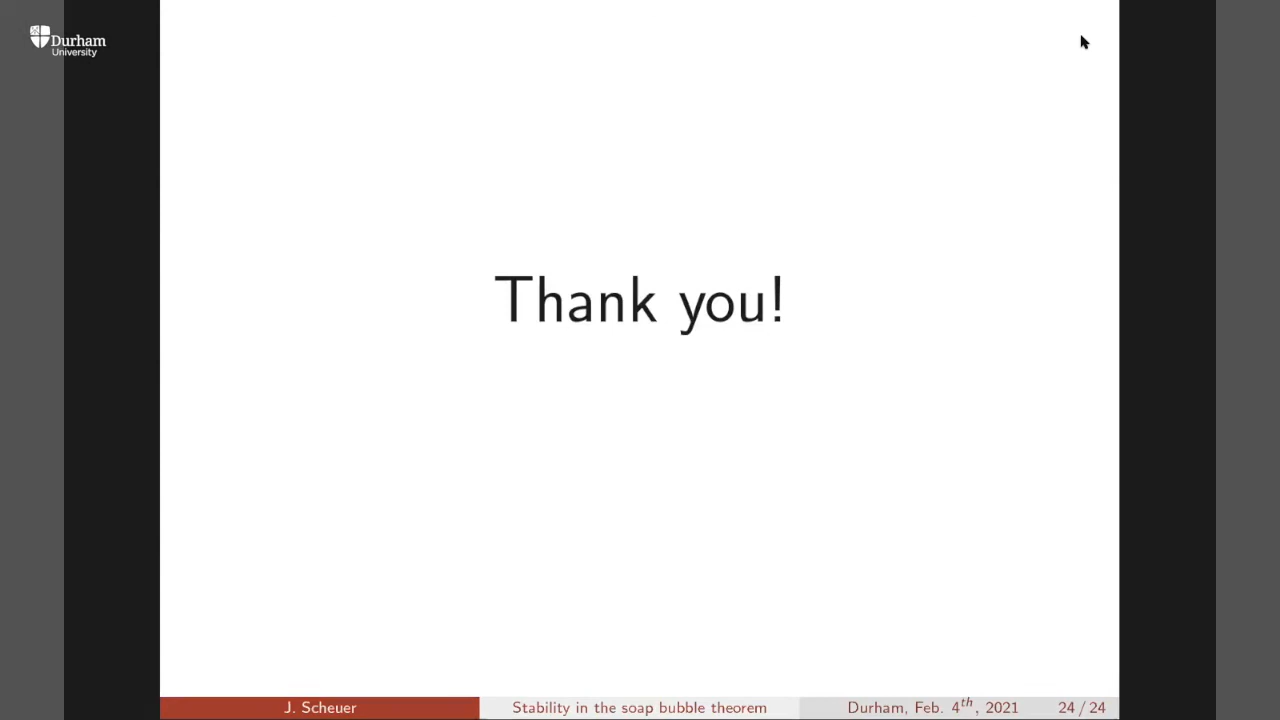 Durham
University
Thank you!
J. Scheuer
Stability in the soap bubble theorem
Durham, Feb. 4th, 2021
24 / 24